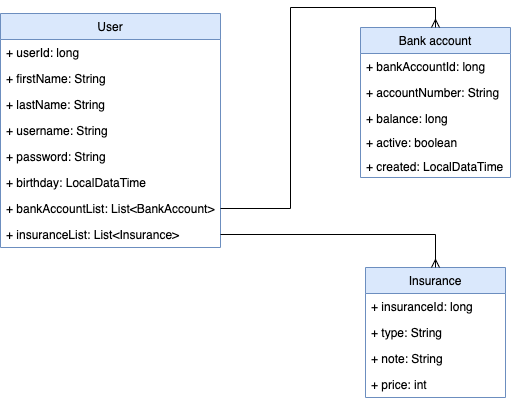 User
+ userId: long
+ firstName: String
+ lastName: String
+ username: String
+ password: String
+ birthday: LocalDataTime
+ bankAccountList: List<BankAccount>
+ insuranceList: List<Insurance>
Bank account
+ bankAccountId: long
+ accountNumber: String
+ balance: long
+ active: boolean
+ created: LocalDataTime
Insurance
+ insuranceId: long
+ type: String
+ note: String
+ price: int